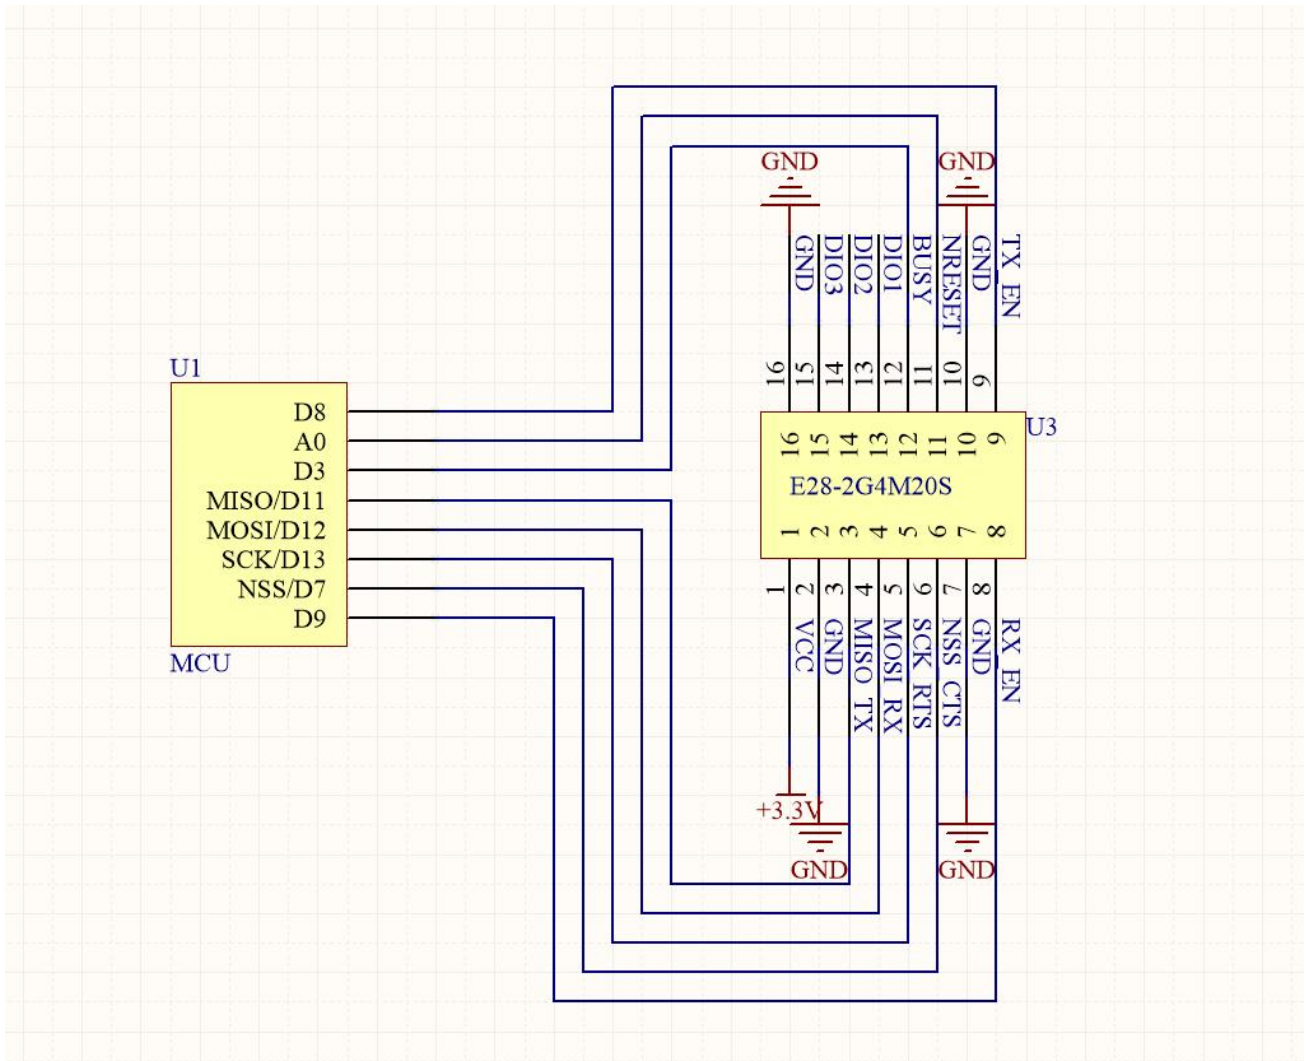 GND
GND
GND
DIO3
DIO2
DIO1
BUSY
NRESET
GND
TX_EN
16
15
14
13
12
11
10
9
U1
D8
A0
D3
MISO/D11
MOSI/D12
SCK/D13
NSS/D7
D9
MCU
U3
16
15
14
13
12
11
10
9
E28-2G4M20S
1
2
3
4
5
6
7
8
1
2
3
4
5
6
7
8
VCC
GND
MISO_TX
MOSI_RX
SCK_RTS
NSS_CTS
GND
RX_EN
+3.3V
GND
GND